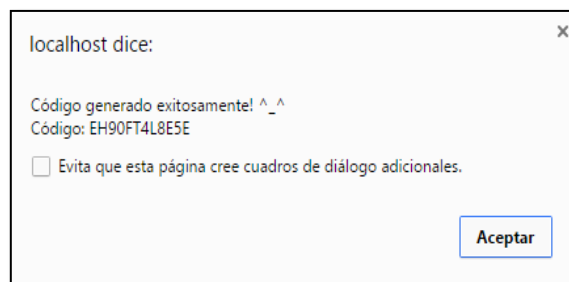 localhost dice:
Código generado exitosamente! ^_^
Código: EH90FT4L8E5E
Evita que esta página cree cuadros de diálogo adicionales.
Aceptar